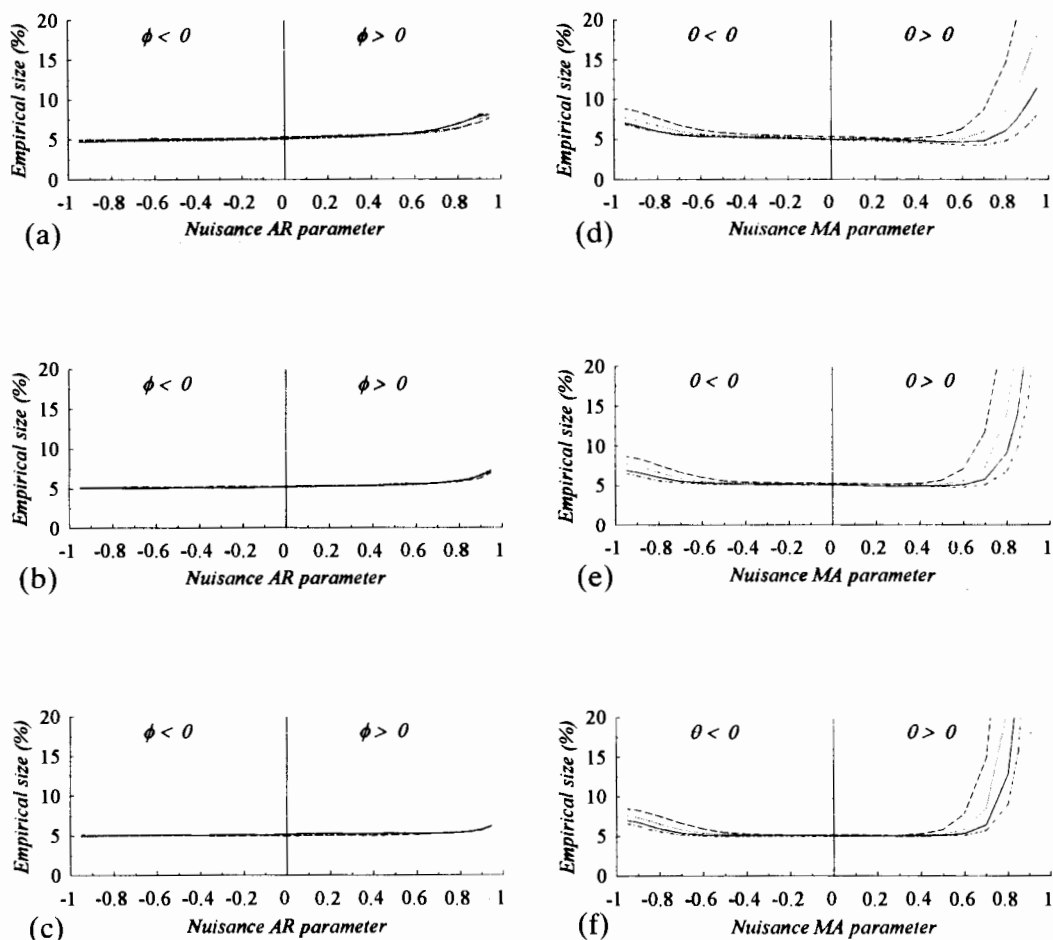 Empirical size (%)
20
15
10
5
0
ϕ < 0
ϕ > 0
-1 -0.8 -0.6 -0.4 -0.2 0 0.2 0.4 0.6 0.8 1
Nuisance AR parameter
(a)
Empirical size (%)
20
15
10
5
0
θ < 0
θ > 0
-1 -0.8 -0.6 -0.4 -0.2 0 0.2 0.4 0.6 0.8 1
Nuisance MA parameter
(d)
Empirical size (%)
20
15
10
5
0
ϕ < 0
ϕ > 0
-1 -0.8 -0.6 -0.4 -0.2 0 0.2 0.4 0.6 0.8 1
Nuisance AR parameter
(b)
Empirical size (%)
20
15
10
5
0
θ < 0
θ > 0
-1 -0.8 -0.6 -0.4 -0.2 0 0.2 0.4 0.6 0.8 1
Nuisance MA parameter
(e)
Empirical size (%)
20
15
10
5
0
ϕ < 0
ϕ > 0
-1 -0.8 -0.6 -0.4 -0.2 0 0.2 0.4 0.6 0.8 1
Nuisance AR parameter
(c)
Empirical size (%)
20
15
10
5
0
θ < 0
θ > 0
-1 -0.8 -0.6 -0.4 -0.2 0 0.2 0.4 0.6 0.8 1
Nuisance MA parameter
(f)